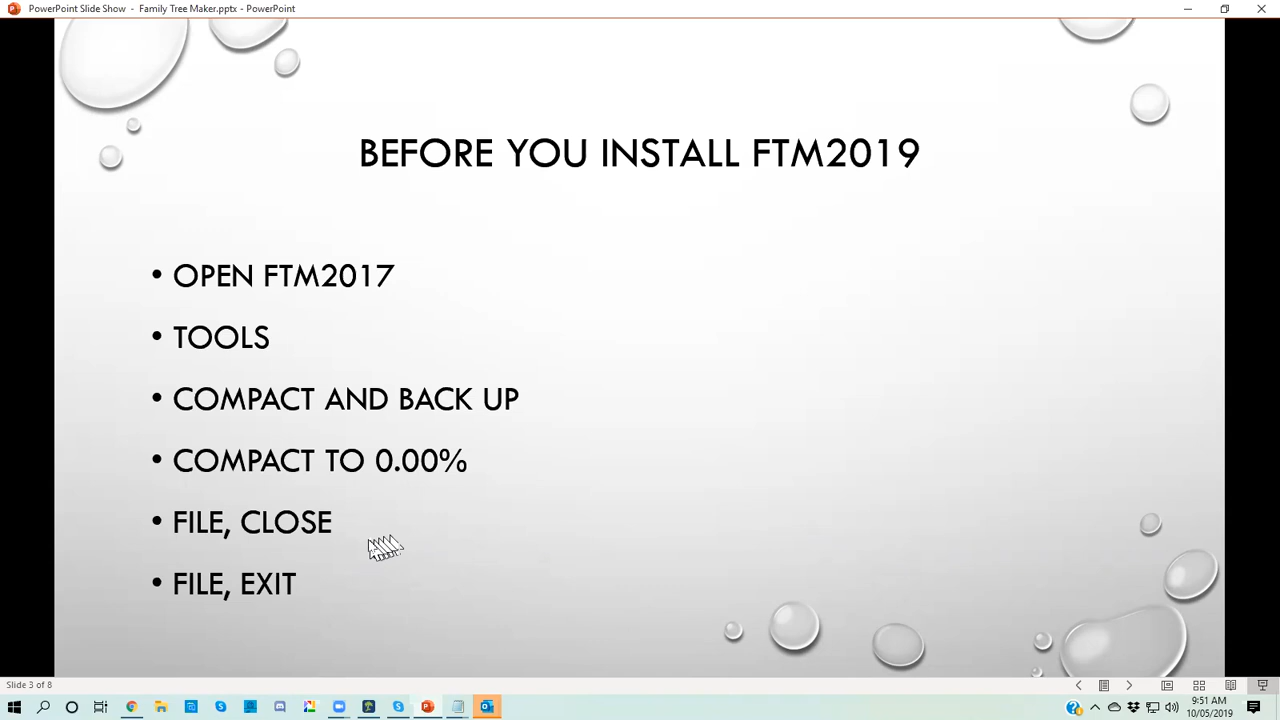 PowerPoint Slide Show - Family Tree Maker.pptx - PowerPoint
BEFORE YOU INSTALL FTM2019
• OPEN FTM2017
• TOOLS
• COMPACT AND BACK UP
• COMPACT TO 0.00%
• FILE, CLOSE
• FILE, EXIT
Slide 3 of 8
9:51 AM
10/05/2019